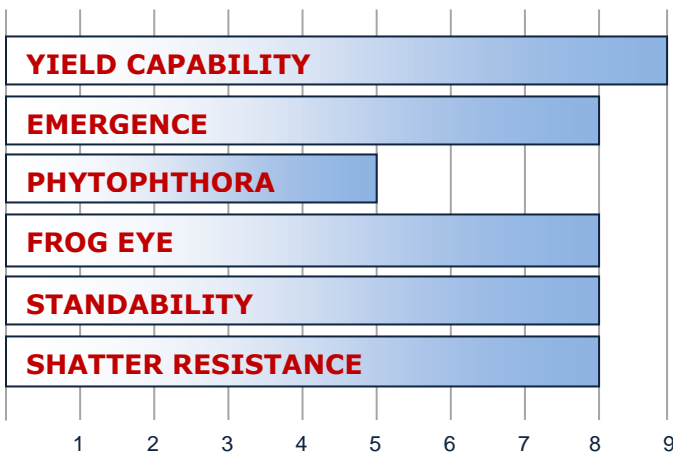 YIELD CAPABILITY
EMERGENCE
PHYTOPHTHORA
FROG EYE
STANDABILITY
SHATTER RESISTANCE
1 2 3 4 5 6 7 8 9